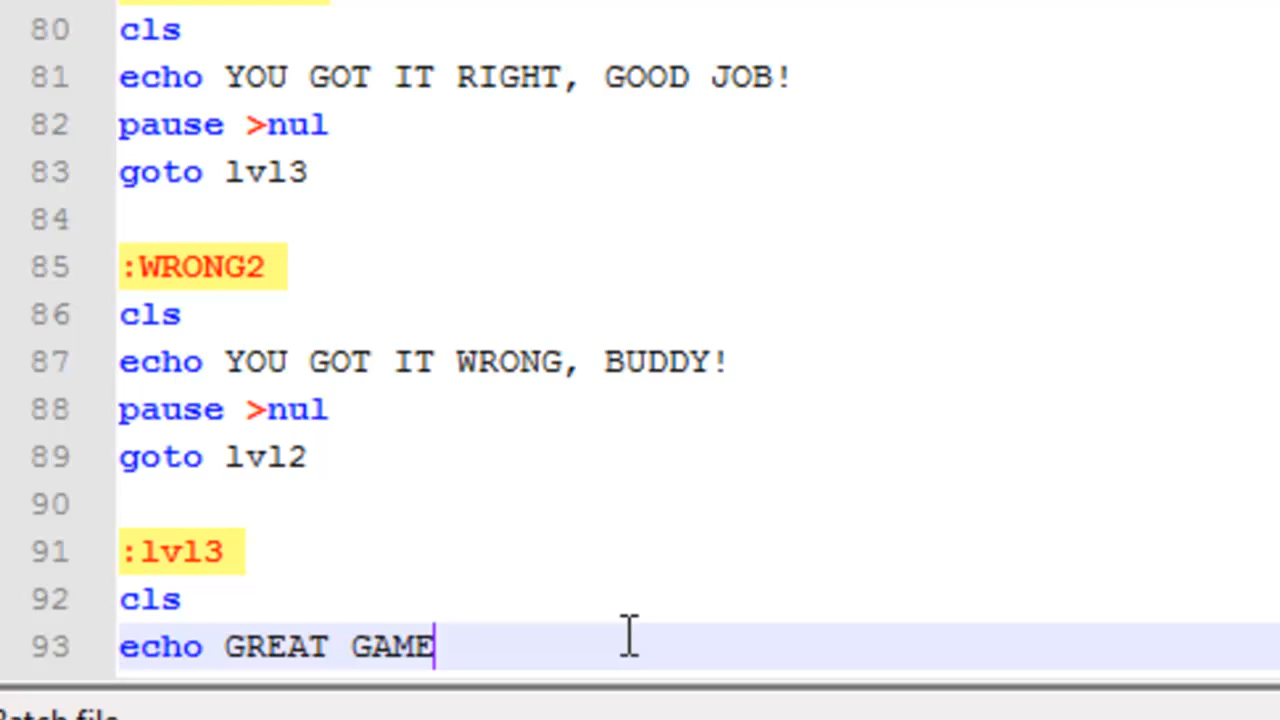 80 cls
81 echo YOU GOT IT RIGHT, GOOD JOB!
82 pause >nul
83 goto lvl3
84
85 :WRONG2
86 cls
87 echo YOU GOT IT WRONG, BUDDY!
88 pause >nul
89 goto lvl2
90
91 :lvl3
92 cls
93 echo GREAT GAME
Batch file